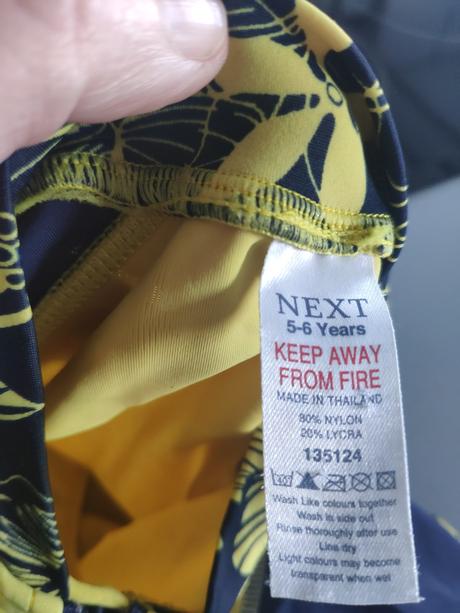 NEXT
5-6 Years
KEEP AWAY
FROM FIRE
MADE IN THAILAND
80% NYLON
20% LYCRA
135124
Wash Like colours together
Wash in side out
Rinse thoroughly after use
Line dry
Light colours may become
transparent when wet